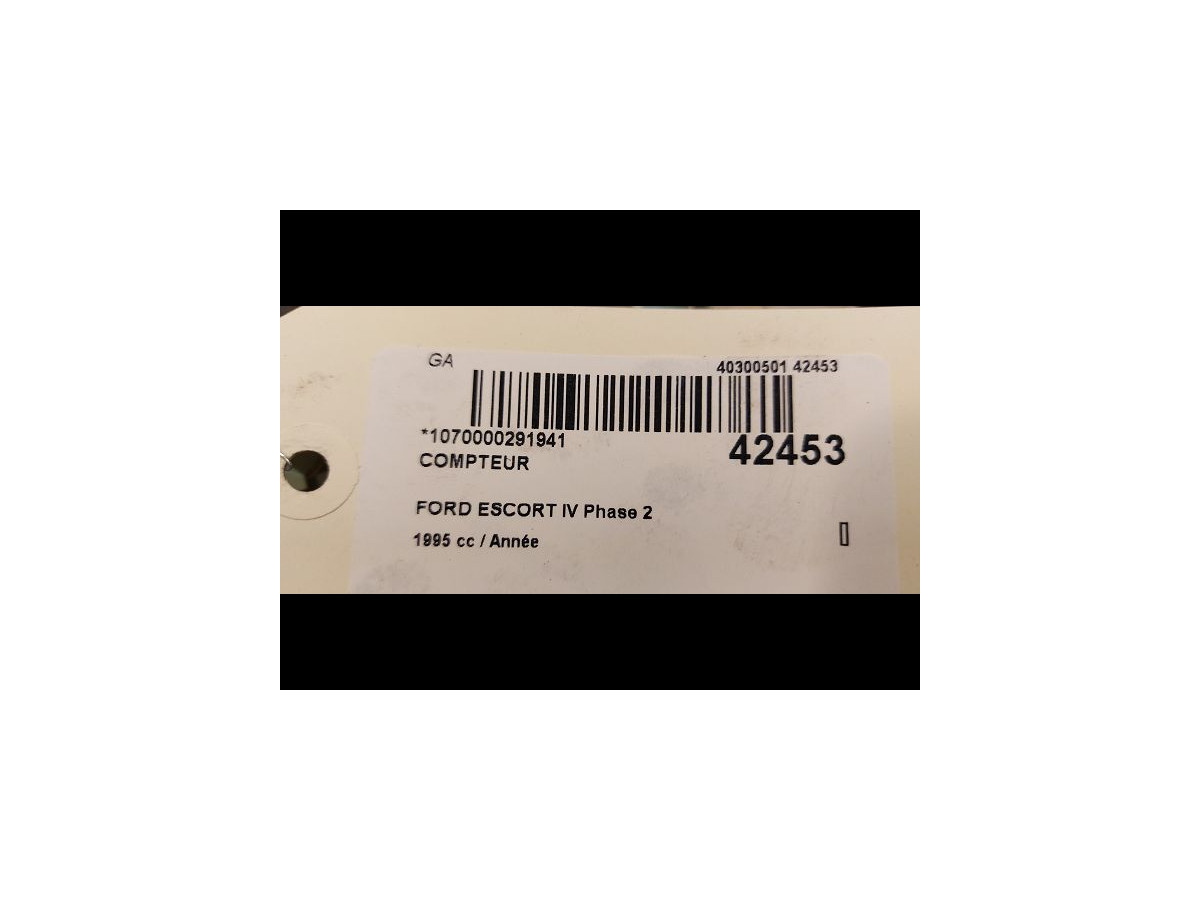 GA
40300501 42453
*1070000291941
42453
COMPTEUR
FORD ESCORT IV Phase 2
1995 cc / Année